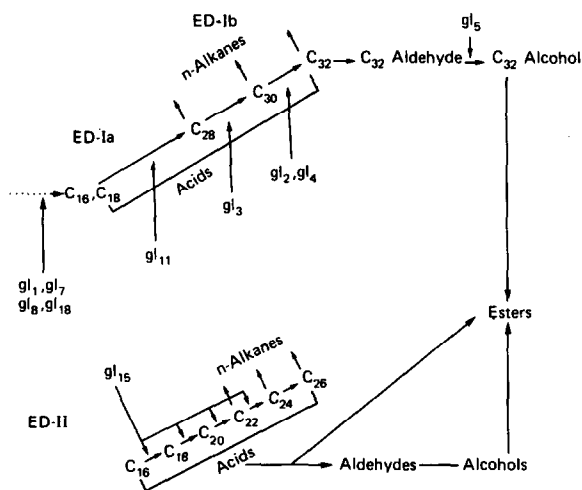 ED-Ib
gl5
n-Alkanes
C32 C32 Aldehyde C32 Alcohol
C30
ED-Ia
C28
Acids
gl2,gl4
C16,C18
gl3
gl11
gl1,gl7
gl8,gl18
Esters
n-Alkanes
gl15
C26
C24
C22
ED-II
C20
C18
C16
Acids Aldehydes Alcohols